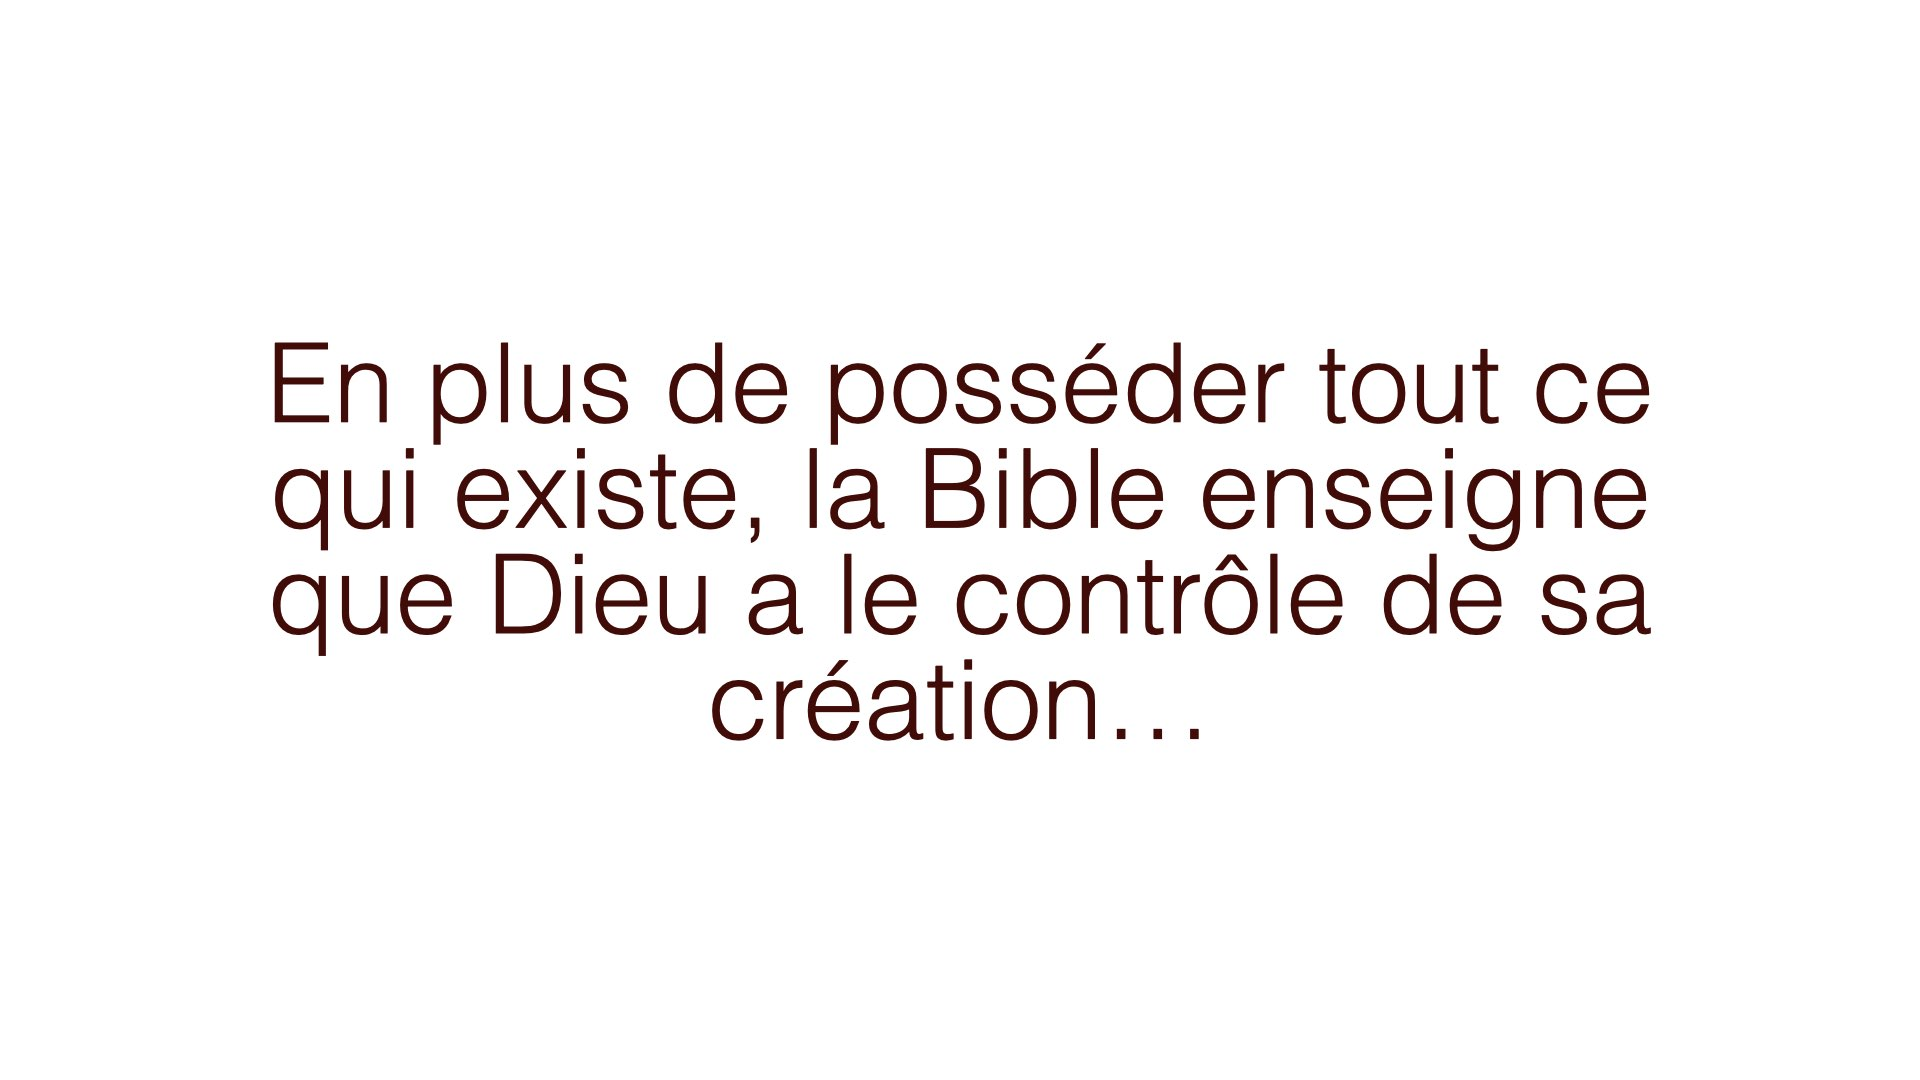 En plus de posséder tout ce
qui existe, la Bible enseigne
que Dieu a le contrôle de sa
création…